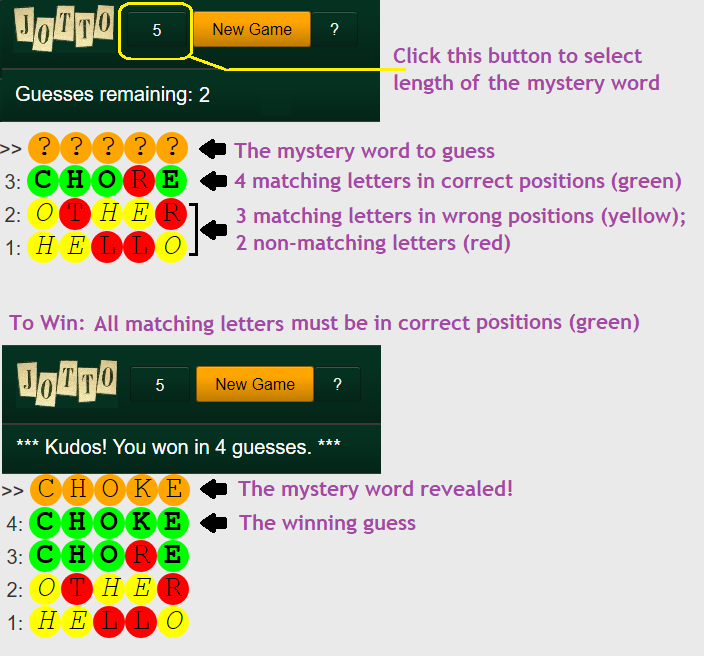 JOTTO 5 New Game ?
Click this button to select
length of the mystery word
Guesses remaining: 2
>> ? ? ? ? ? The mystery word to guess
3: C H O R E 4 matching letters in correct positions (green)
2: O T H E R 3 matching letters in wrong positions (yellow);
1: H E L L O 2 non-matching letters (red)
To Win: All matching letters must be in correct positions (green)
JOTTO 5 New Game ?
*** Kudos! You won in 4 guesses. ***
>> C H O K E The mystery word revealed!
4: C H O K E The winning guess
3: C H O R E
2: O T H E R
1: H E L L O